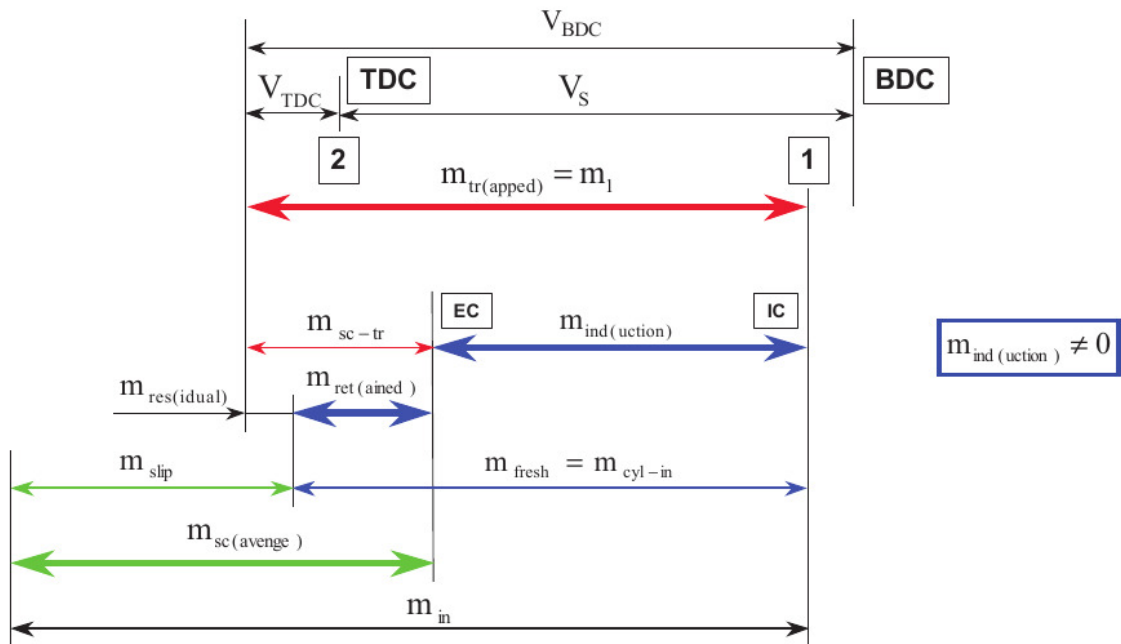 V_BDC
TDC
BDC
V_TDC
V_S
2
1
m_tr(apped) = m_1
EC
IC
m_sc-tr
m_ind(uction)
m_ind(uction) ≠ 0
m_res(idual)
m_ret(ained)
m_slip
m_fresh = m_cyl-in
m_sc(avenge)
m_in